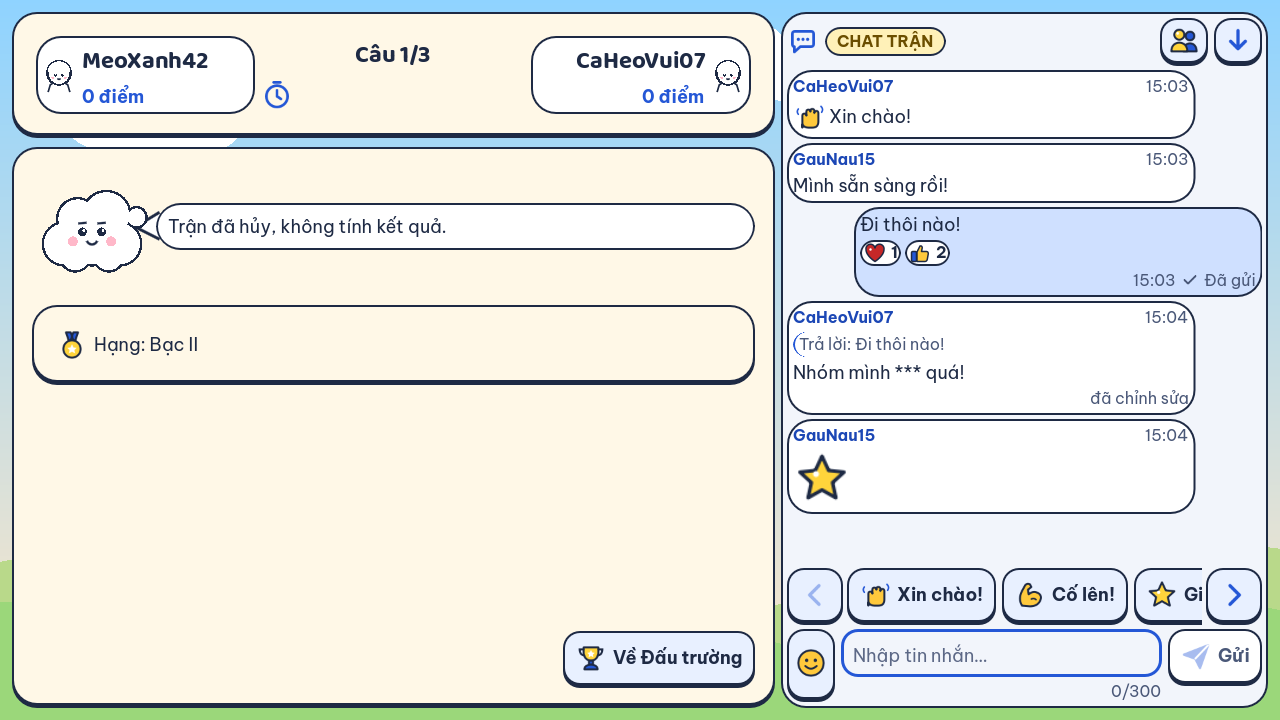 MeoXanh42
0 điểm
Câu 1/3
CaHeoVui07
0 điểm
Trận đã hủy, không tính kết quả.
Hạng: Bạc II
Về Đấu trường
CHAT TRẬN
CaHeoVui07 15:03
Xin chào!
GauNau15 15:03
Mình sẵn sàng rồi!
Đi thôi nào!
1 2
15:03 Đã gửi
CaHeoVui07 15:04
Trả lời: Đi thôi nào!
Nhóm mình *** quá!
đã chỉnh sửa
GauNau15 15:04
Xin chào! Cố lên! Gi
Nhập tin nhắn... Gửi
0/300